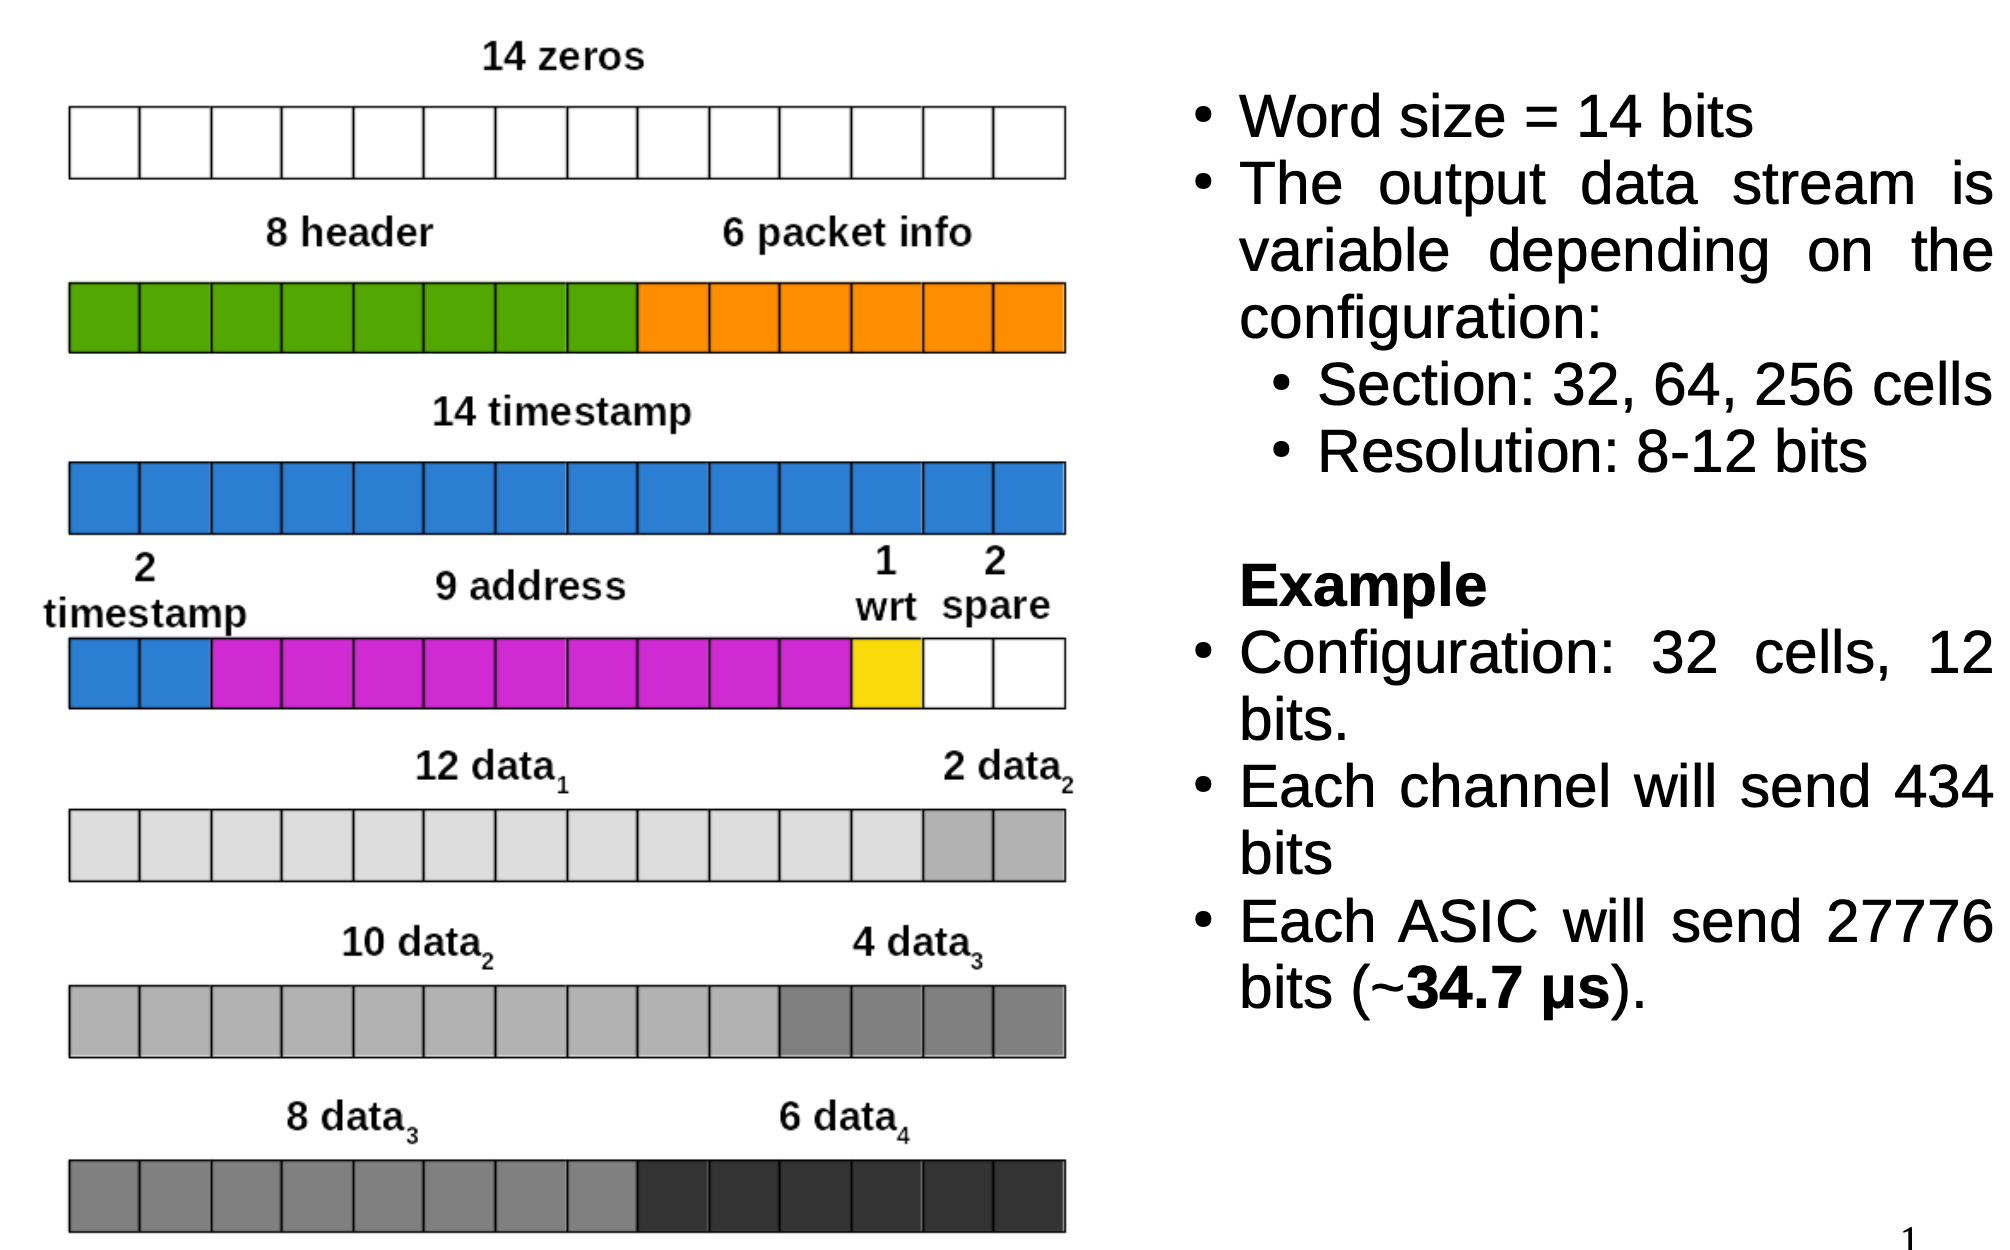 14 zeros
8 header 6 packet info
14 timestamp
2 timestamp 9 address 1 wrt 2 spare
12 data₁ 2 data₂
10 data₂ 4 data₃
8 data₃ 6 data₄
• Word size = 14 bits
• The output data stream is
variable depending on the
configuration:
• Section: 32, 64, 256 cells
• Resolution: 8-12 bits
Example
• Configuration: 32 cells, 12
bits.
• Each channel will send 434
bits
• Each ASIC will send 27776
bits (~34.7 µs).
1